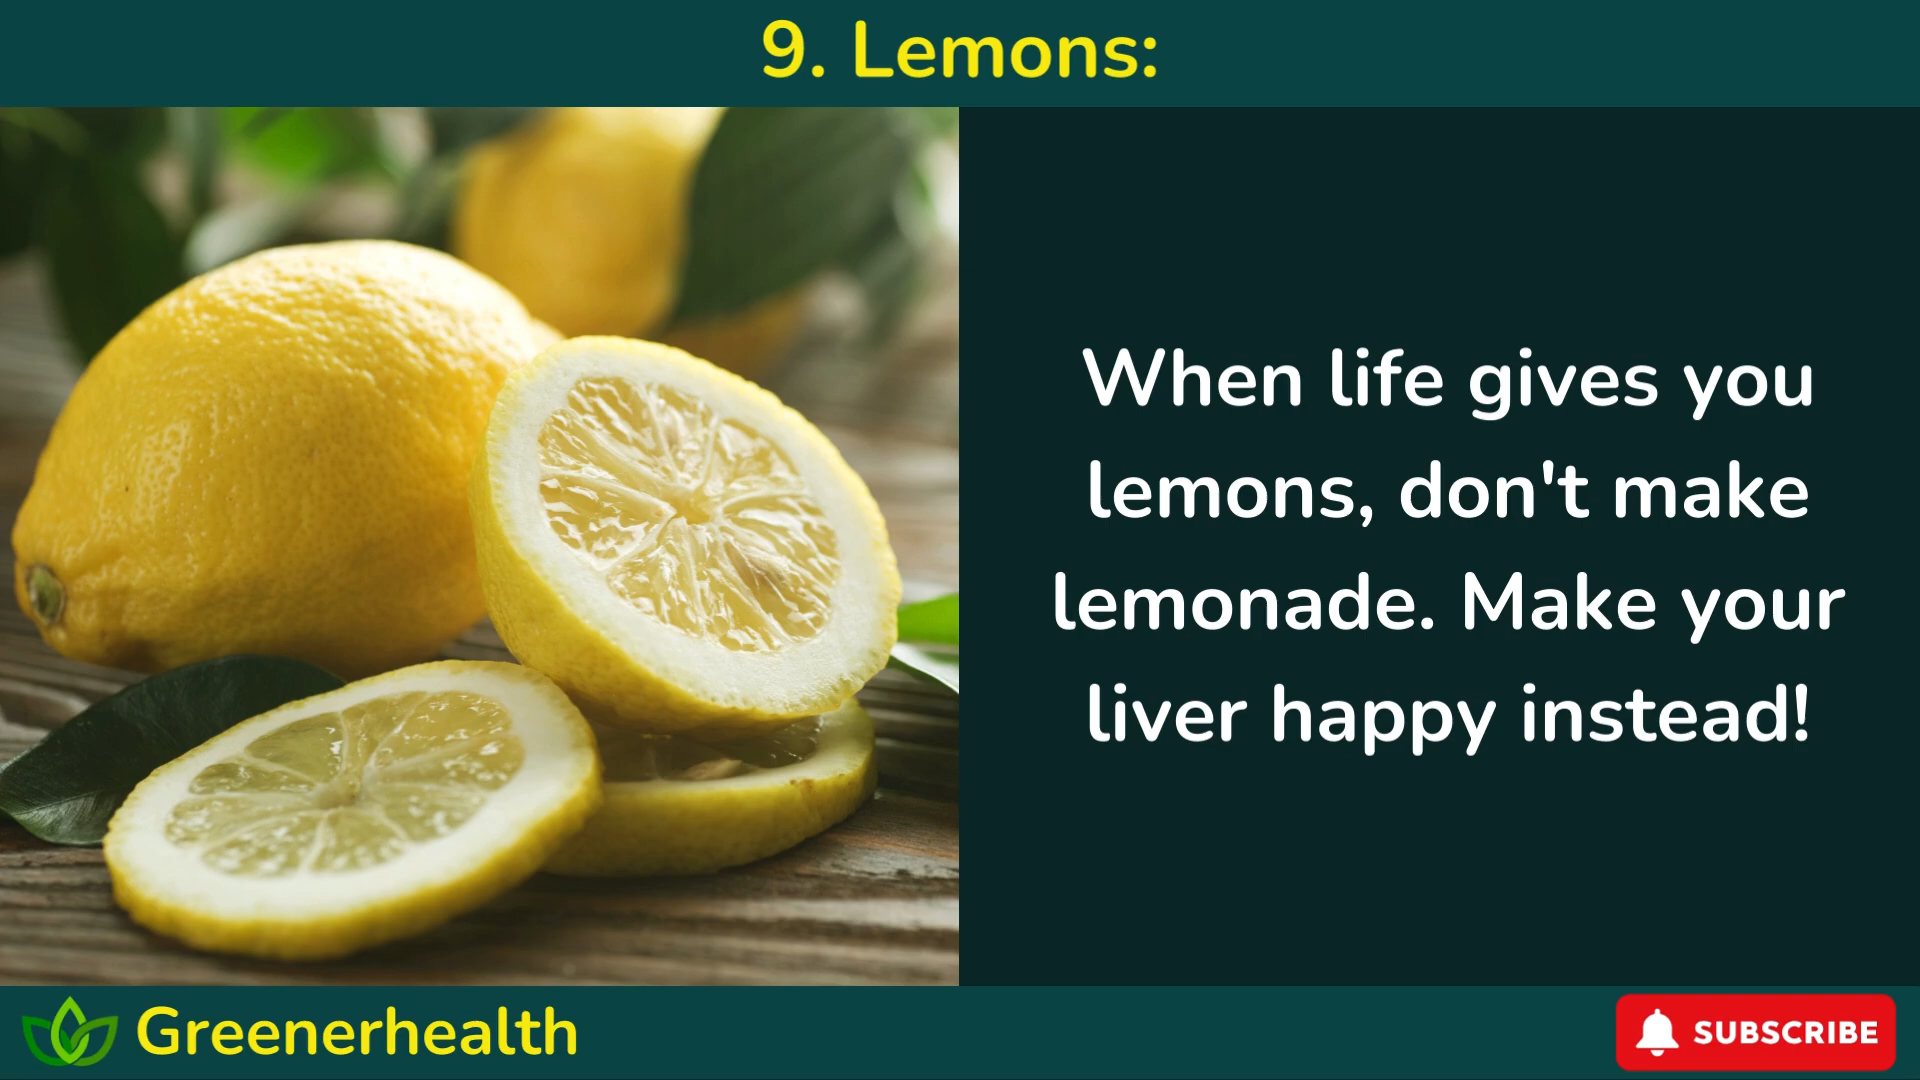 9. Lemons:
When life gives you
lemons, don't make
lemonade. Make your
liver happy instead!
Greenerhealth
SUBSCRIBE